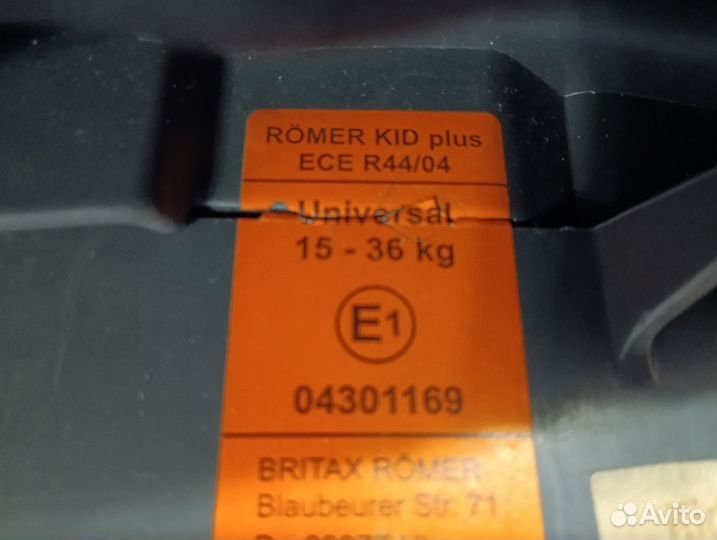 RÖMER KID plus
ECE R44/04
Universal
15 - 36 kg
E1
04301169
BRITAX RÖMER
Blaubeurer Str. 71
Avito